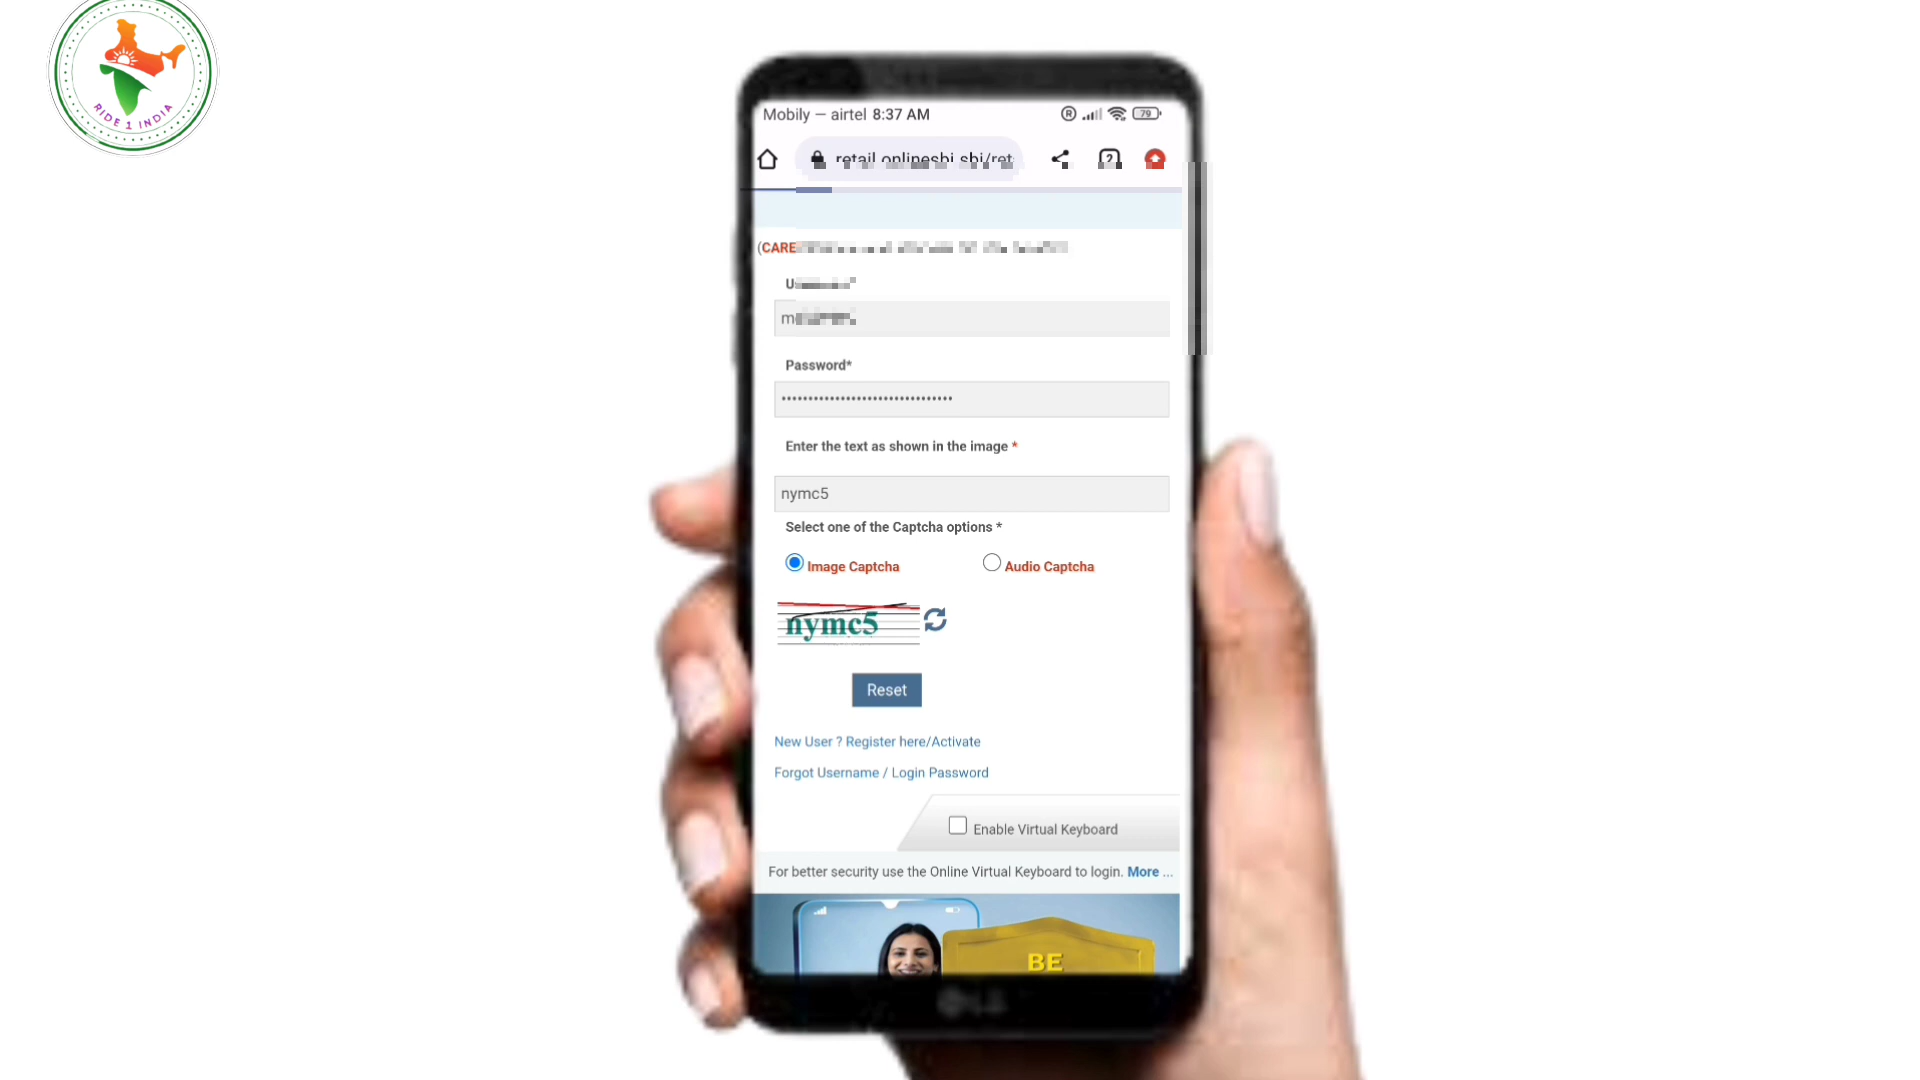 RIDE 1 INDIA
Mobily — airtel 8:37 AM
R
79
retail.onlinesbi.sbi/ret
?
(CARE
Password*
••••••••••••••••••••••••••••••••
Enter the text as shown in the image *
nymc5
Select one of the Captcha options *
Image Captcha
Audio Captcha
nymc5
Reset
New User ? Register here/Activate
Forgot Username / Login Password
Enable Virtual Keyboard
For better security use the Online Virtual Keyboard to login. More ...
BE
LG